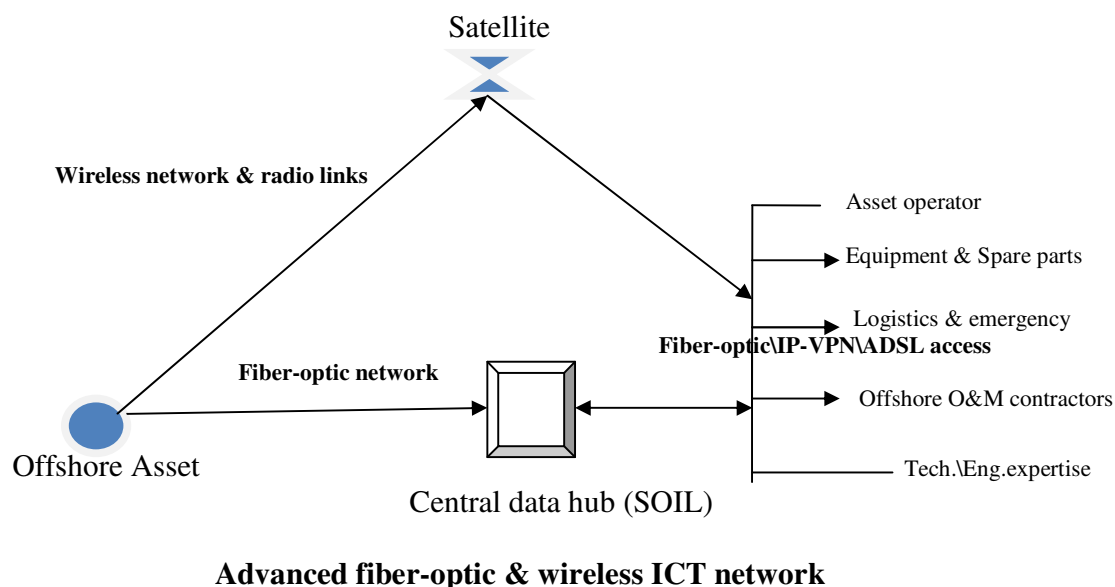 Satellite
Wireless network & radio links
Asset operator
Equipment & Spare parts
Logistics & emergency
Fiber-optic\IP-VPN\ADSL access
Fiber-optic network
Offshore O&M contractors
Offshore Asset
Tech.\Eng.expertise
Central data hub (SOIL)
Advanced fiber-optic & wireless ICT network